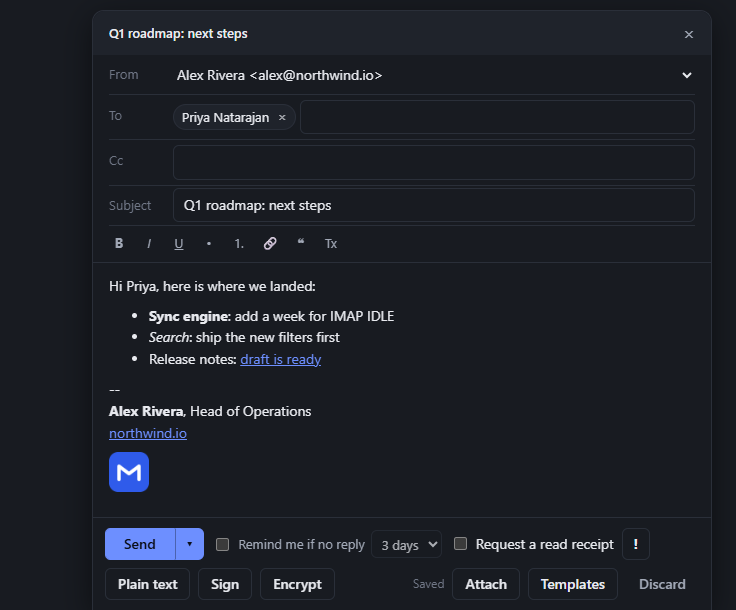 Q1 roadmap: next steps ×
From Alex Rivera <alex@northwind.io>
To Priya Natarajan ×
Cc
Subject Q1 roadmap: next steps
B I U • 1. 🔗 ❝ Tx
Hi Priya, here is where we landed:
• Sync engine: add a week for IMAP IDLE
• Search: ship the new filters first
• Release notes: draft is ready
--
Alex Rivera, Head of Operations
northwind.io
M
Send ▾ Remind me if no reply 3 days Request a read receipt !
Plain text Sign Encrypt Saved Attach Templates Discard